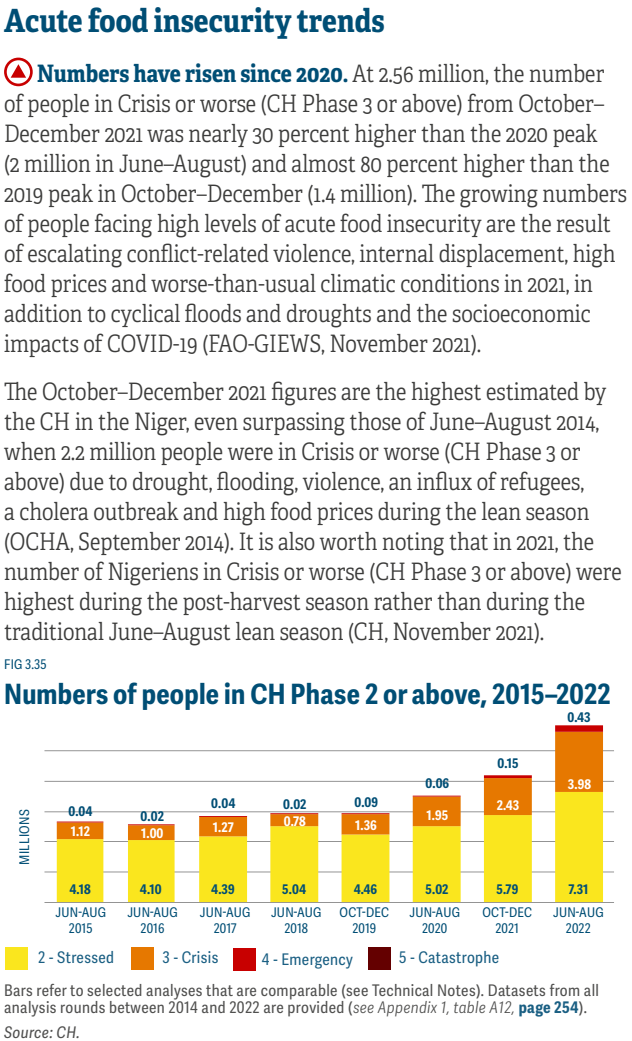 Acute food insecurity trends
Numbers have risen since 2020. At 2.56 million, the number
of people in Crisis or worse (CH Phase 3 or above) from October–
December 2021 was nearly 30 percent higher than the 2020 peak
(2 million in June–August) and almost 80 percent higher than the
2019 peak in October–December (1.4 million). The growing numbers
of people facing high levels of acute food insecurity are the result
of escalating conflict-related violence, internal displacement, high
food prices and worse-than-usual climatic conditions in 2021, in
addition to cyclical floods and droughts and the socioeconomic
impacts of COVID-19 (FAO-GIEWS, November 2021).
The October–December 2021 figures are the highest estimated by
the CH in the Niger, even surpassing those of June–August 2014,
when 2.2 million people were in Crisis or worse (CH Phase 3 or
above) due to drought, flooding, violence, an influx of refugees,
a cholera outbreak and high food prices during the lean season
(OCHA, September 2014). It is also worth noting that in 2021, the
number of Nigeriens in Crisis or worse (CH Phase 3 or above) were
highest during the post-harvest season rather than during the
traditional June–August lean season (CH, November 2021).
FIG 3.35
Numbers of people in CH Phase 2 or above, 2015–2022
0.43
0.15
3.98
0.06
0.04 0.02 0.04 0.02 0.09
1.95 2.43
1.12 1.00 1.27 0.78 1.36
MILLIONS
4.18 4.10 4.39 5.04 4.46 5.02 5.79 7.31
JUN-AUG JUN-AUG JUN-AUG JUN-AUG OCT-DEC JUN-AUG OCT-DEC JUN-AUG
2015 2016 2017 2018 2019 2020 2021 2022
2 - Stressed 3 - Crisis 4 - Emergency 5 - Catastrophe
Bars refer to selected analyses that are comparable (see Technical Notes). Datasets from all
analysis rounds between 2014 and 2022 are provided (see Appendix 1, table A12, page 254).
Source: CH.